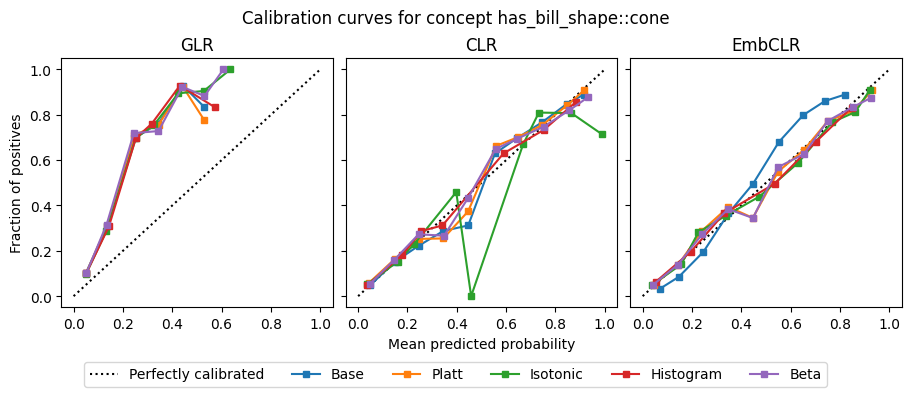 Calibration curves for concept has_bill_shape::cone
GLR CLR EmbCLR
Fraction of positives
1.0
0.8
0.6
0.4
0.2
0.0
0.0 0.2 0.4 0.6 0.8 1.0 0.0 0.2 0.4 0.6 0.8 1.0 0.0 0.2 0.4 0.6 0.8 1.0
Mean predicted probability
Perfectly calibrated Base Platt Isotonic Histogram Beta